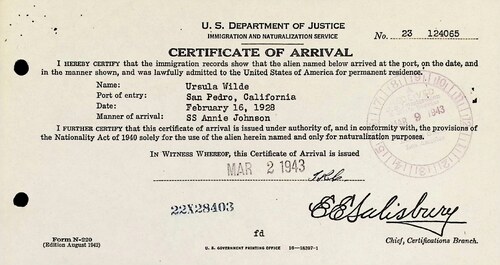 U. S. DEPARTMENT OF JUSTICE
IMMIGRATION AND NATURALIZATION SERVICE
No. 23 124065
CERTIFICATE OF ARRIVAL
I HEREBY CERTIFY that the immigration records show that the alien named below arrived at the port, on the date, and
in the manner shown, and was lawfully admitted to the United States of America for permanent residence.
Name: Ursula Wilde
Port of entry: San Pedro, California
Date: February 16, 1928
Manner of arrival: SS Annie Johnson
MAR 9 1943
I FURTHER CERTIFY that this certificate of arrival is issued under authority of, and in conformity with, the provisions of
the Nationality Act of 1940 solely for the use of the alien herein named and only for naturalization purposes.
IN WITNESS WHEREOF, this Certificate of Arrival is issued
MAR 2 1943
22X28403
E E Salisbury
fd
Form N-220
(Edition August 1942)
U. S. GOVERNMENT PRINTING OFFICE
Chief, Certifications Branch.